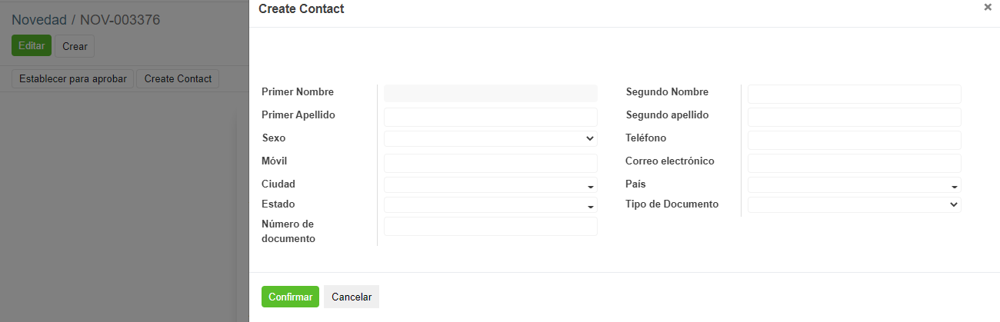 Novedad / NOV-003376
Editar Crear
Establecer para aprobar Create Contact
Create Contact ×
Primer Nombre Segundo Nombre
Primer Apellido Segundo apellido
Sexo Teléfono
Móvil Correo electrónico
Ciudad País
Estado Tipo de Documento
Número de
documento
Confirmar Cancelar